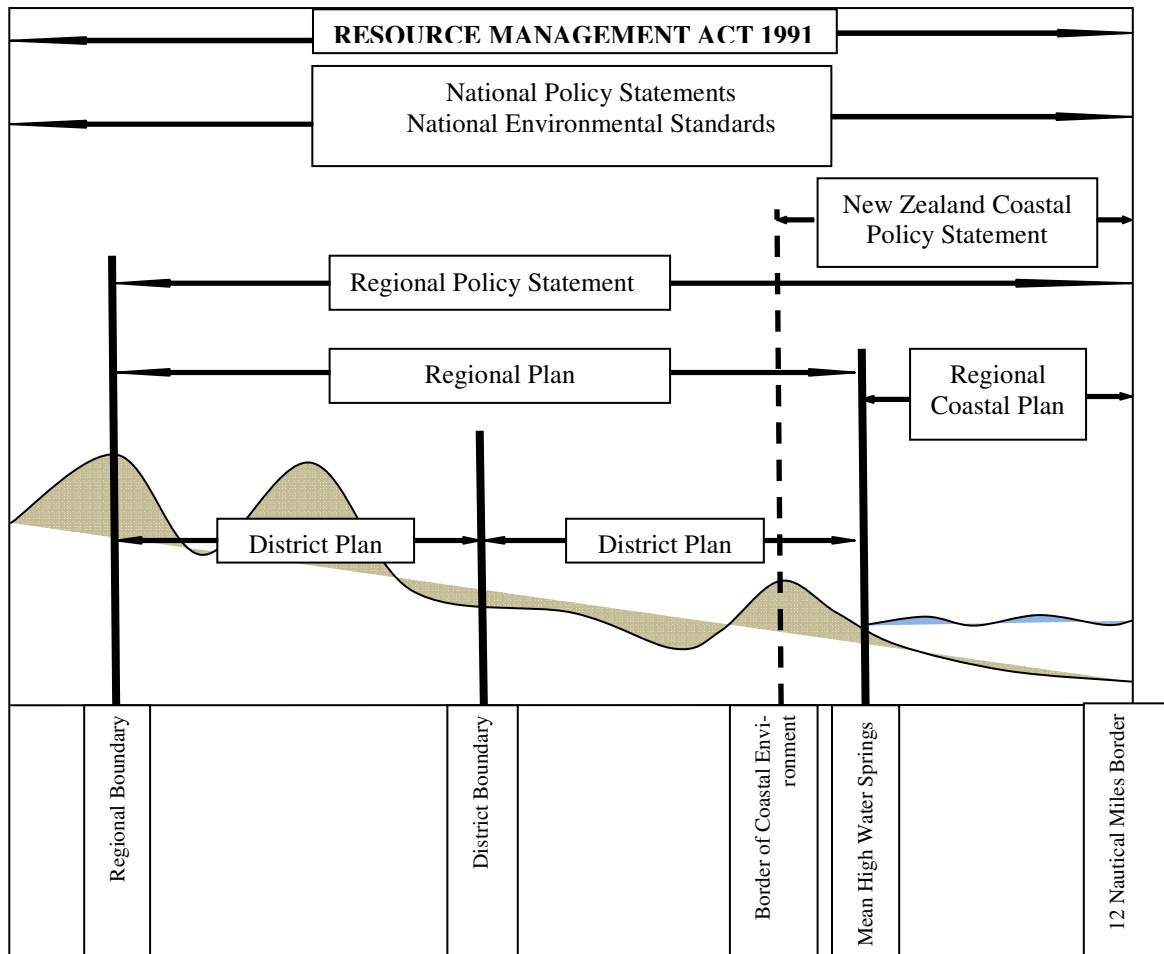 RESOURCE MANAGEMENT ACT 1991
National Policy Statements
National Environmental Standards
New Zealand Coastal
Policy Statement
Regional Policy Statement
Regional Plan
Regional
Coastal Plan
District Plan
District Plan
Regional Boundary
District Boundary
Border of Coastal Envi-
ronment
Mean High Water Springs
12 Nautical Miles Border